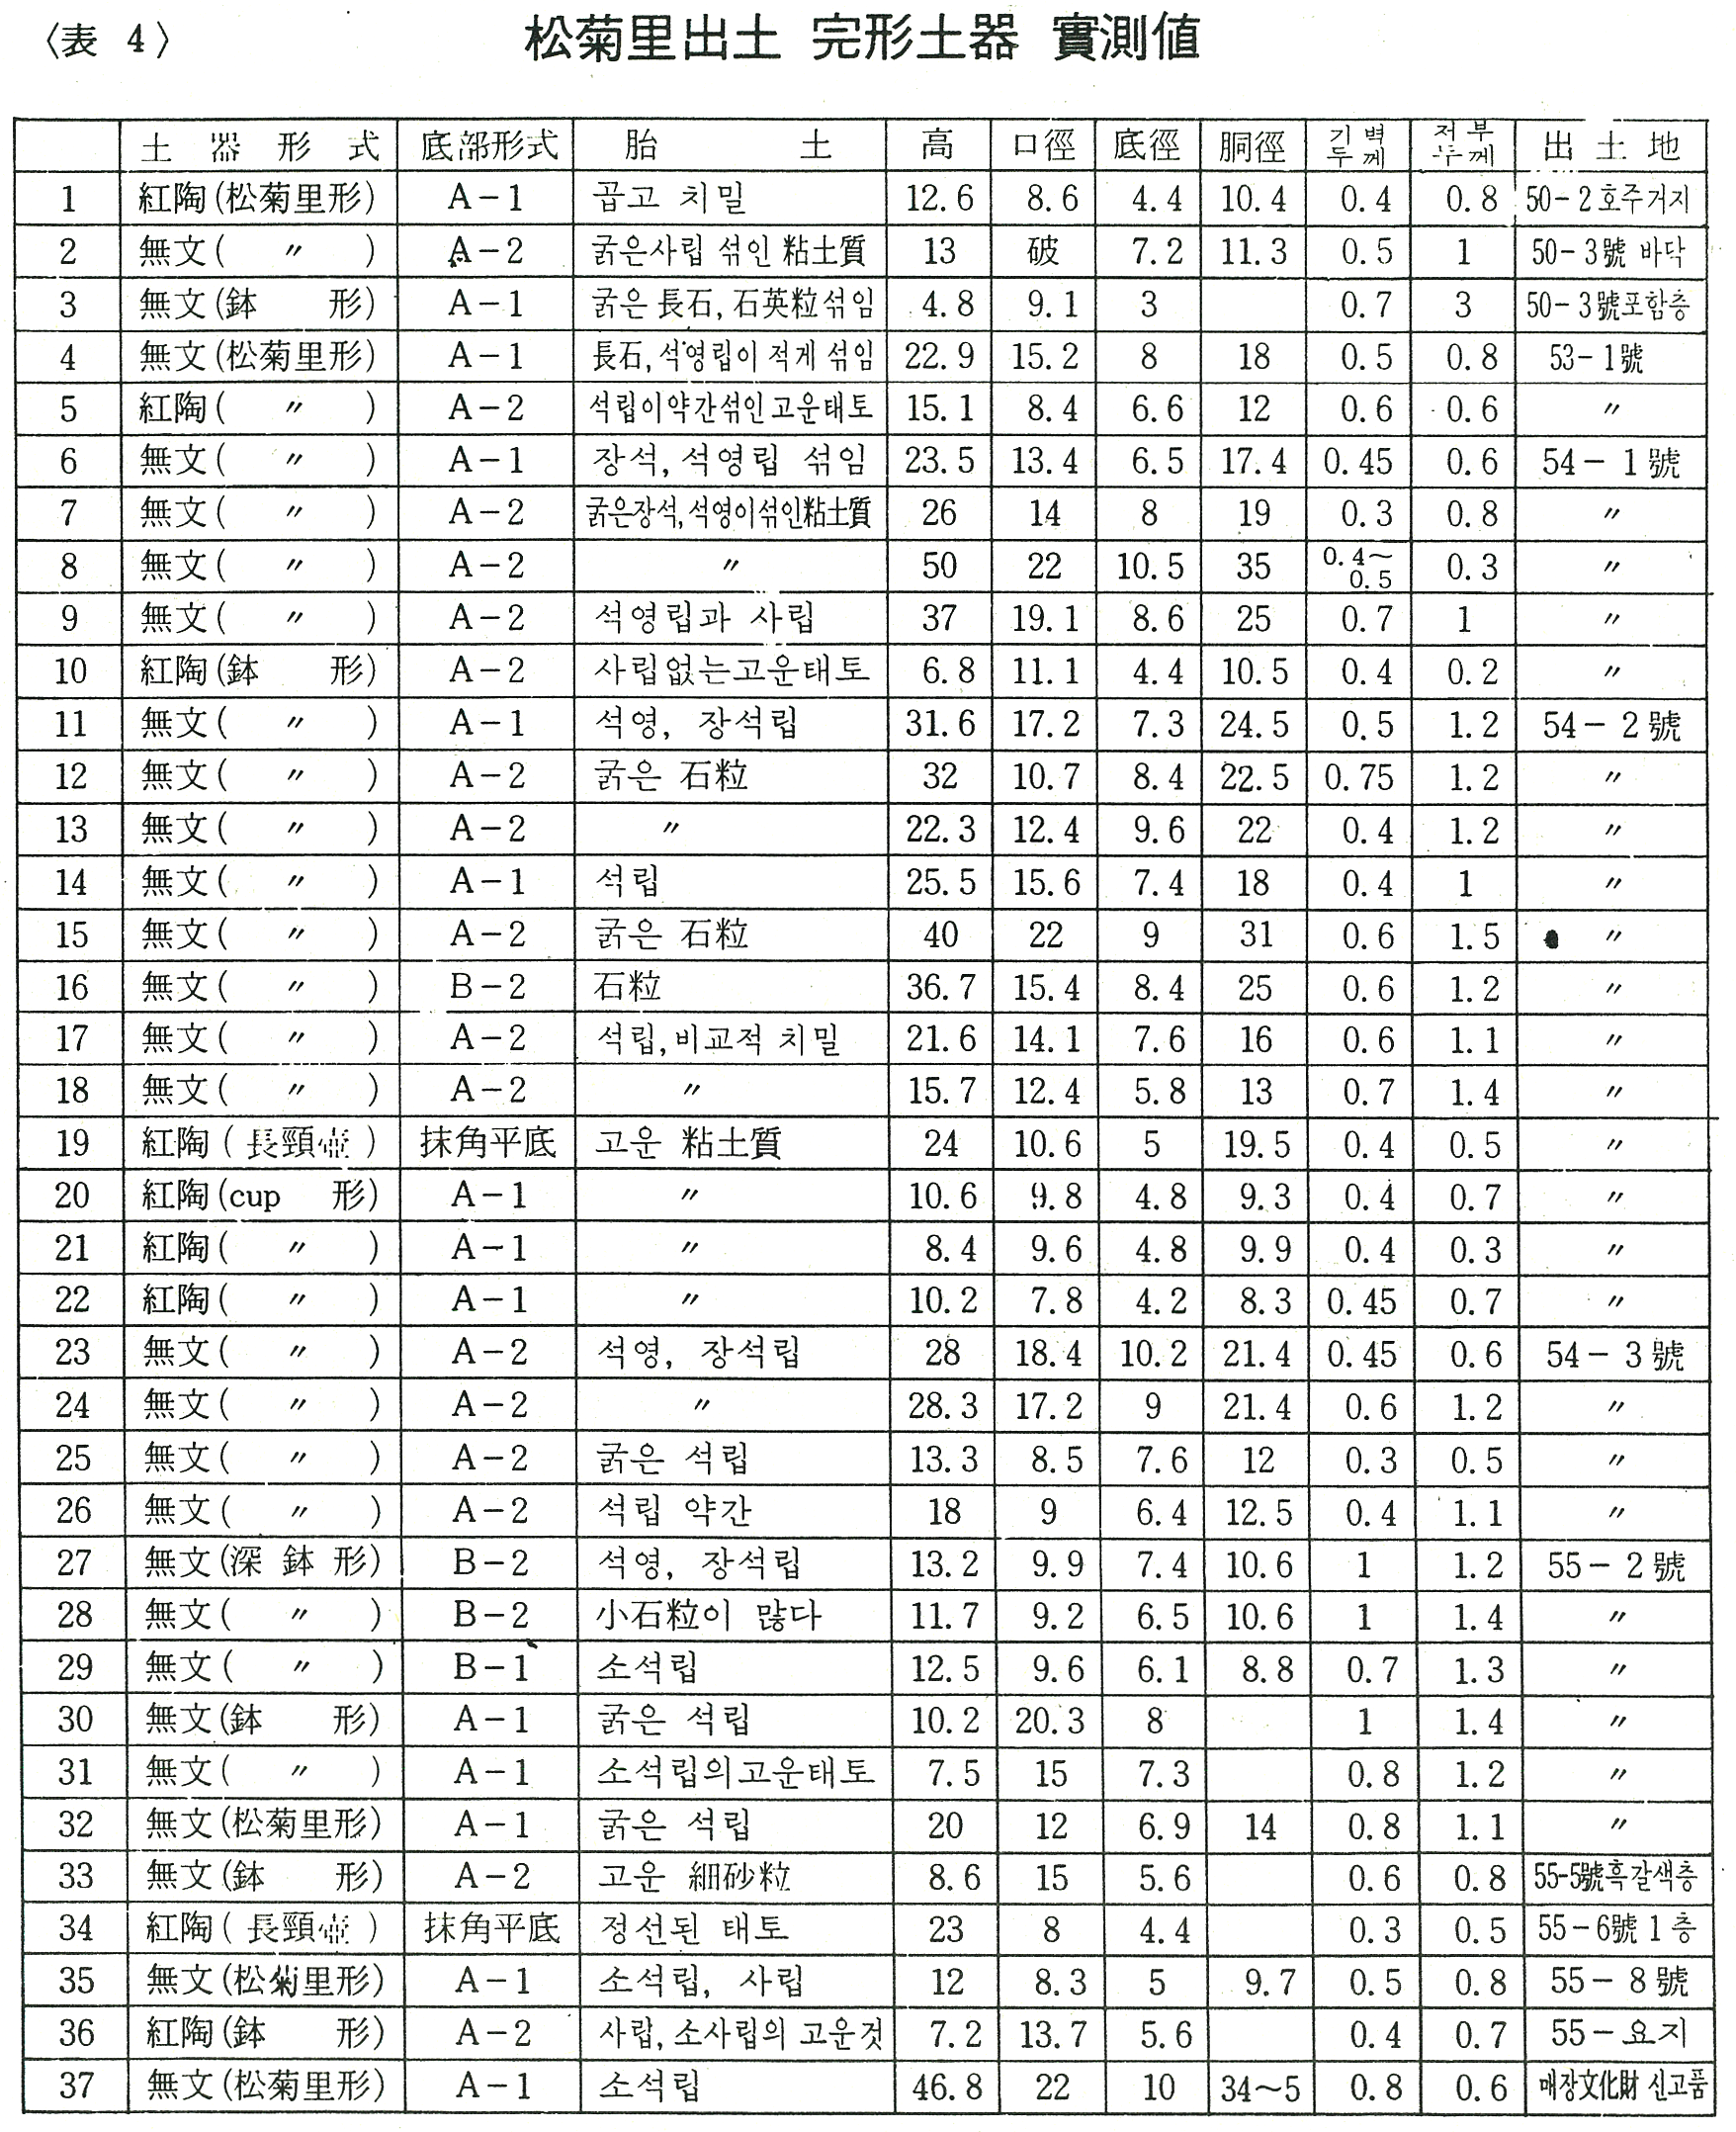 〈表 4〉 松菊里出土 完形土器 實測値
土器形式 底部形式 胎土 高 口徑 底徑 胴徑 기벽두께 저부두께 出土地
1 紅陶(松菊里形) A-1 곱고 치밀 12.6 8.6 4.4 10.4 0.4 0.8 50-2호주거지
2 無文( 〃 ) A-2 굵은사립 섞인 粘土質 13 破 7.2 11.3 0.5 1 50-3號 바닥
3 無文(鉢 形) A-1 굵은 長石, 石英粒섞임 4.8 9.1 3 0.7 3 50-3號포함층
4 無文(松菊里形) A-1 長石, 석영립이 적게 섞임 22.9 15.2 8 18 0.5 0.8 53-1號
5 紅陶( 〃 ) A-2 석립이약간섞인고운태토 15.1 8.4 6.6 12 0.6 0.6 〃
6 無文( 〃 ) A-1 장석, 석영립 섞임 23.5 13.4 6.5 17.4 0.45 0.6 54-1號
7 無文( 〃 ) A-2 굵은장석, 석영이섞인粘土質 26 14 8 19 0.3 0.8 〃
8 無文( 〃 ) A-2 〃 50 22 10.5 35 0.4~0.5 0.3 〃
9 無文( 〃 ) A-2 석영립과 사립 37 19.1 8.6 25 0.7 1 〃
10 紅陶(鉢 形) A-2 사립없는고운태토 6.8 11.1 4.4 10.5 0.4 0.2 〃
11 無文( 〃 ) A-1 석영, 장석립 31.6 17.2 7.3 24.5 0.5 1.2 54-2號
12 無文( 〃 ) A-2 굵은 石粒 32 10.7 8.4 22.5 0.75 1.2 〃
13 無文( 〃 ) A-2 〃 22.3 12.4 9.6 22 0.4 1.2 〃
14 無文( 〃 ) A-1 석립 25.5 15.6 7.4 18 0.4 1 〃
15 無文( 〃 ) A-2 굵은 石粒 40 22 9 31 0.6 1.5 〃
16 無文( 〃 ) B-2 石粒 36.7 15.4 8.4 25 0.6 1.2 〃
17 無文( 〃 ) A-2 석립, 비교적 치밀 21.6 14.1 7.6 16 0.6 1.1 〃
18 無文( 〃 ) A-2 〃 15.7 12.4 5.8 13 0.7 1.4 〃
19 紅陶(長頸壺) 抹角平底 고운 粘土質 24 10.6 5 19.5 0.4 0.5 〃
20 紅陶(cup 形) A-1 〃 10.6 9.8 4.8 9.3 0.4 0.7 〃
21 紅陶( 〃 ) A-1 〃 8.4 9.6 4.8 9.9 0.4 0.3 〃
22 紅陶( 〃 ) A-1 〃 10.2 7.8 4.2 8.3 0.45 0.7 〃
23 無文( 〃 ) A-2 석영, 장석립 28 18.4 10.2 21.4 0.45 0.6 54-3號
24 無文( 〃 ) A-2 〃 28.3 17.2 9 21.4 0.6 1.2 〃
25 無文( 〃 ) A-2 굵은 석립 13.3 8.5 7.6 12 0.3 0.5 〃
26 無文( 〃 ) A-2 석립 약간 18 9 6.4 12.5 0.4 1.1 〃
27 無文(深鉢形) B-2 석영, 장석립 13.2 9.9 7.4 10.6 1 1.2 55-2號
28 無文( 〃 ) B-2 小石粒이 많다 11.7 9.2 6.5 10.6 1 1.4 〃
29 無文( 〃 ) B-1 소석립 12.5 9.6 6.1 8.8 0.7 1.3 〃
30 無文(鉢 形) A-1 굵은 석립 10.2 20.3 8 1 1.4 〃
31 無文( 〃 ) A-1 소석립의고운태토 7.5 15 7.3 0.8 1.2 〃
32 無文(松菊里形) A-1 굵은 석립 20 12 6.9 14 0.8 1.1 〃
33 無文(鉢 形) A-2 고운 細砂粒 8.6 15 5.6 0.6 0.8 55-5號흑갈색층
34 紅陶(長頸壺) 抹角平底 정선된 태토 23 8 4.4 0.3 0.5 55-6號 1층
35 無文(松菊里形) A-1 소석립, 사립 12 8.3 5 9.7 0.5 0.8 55-8號
36 紅陶(鉢 形) A-2 사람, 소사립의 고운것 7.2 13.7 5.6 0.4 0.7 55-요지
37 無文(松菊里形) A-1 소석립 46.8 22 10 34~5 0.8 0.6 매장文化財 신고품